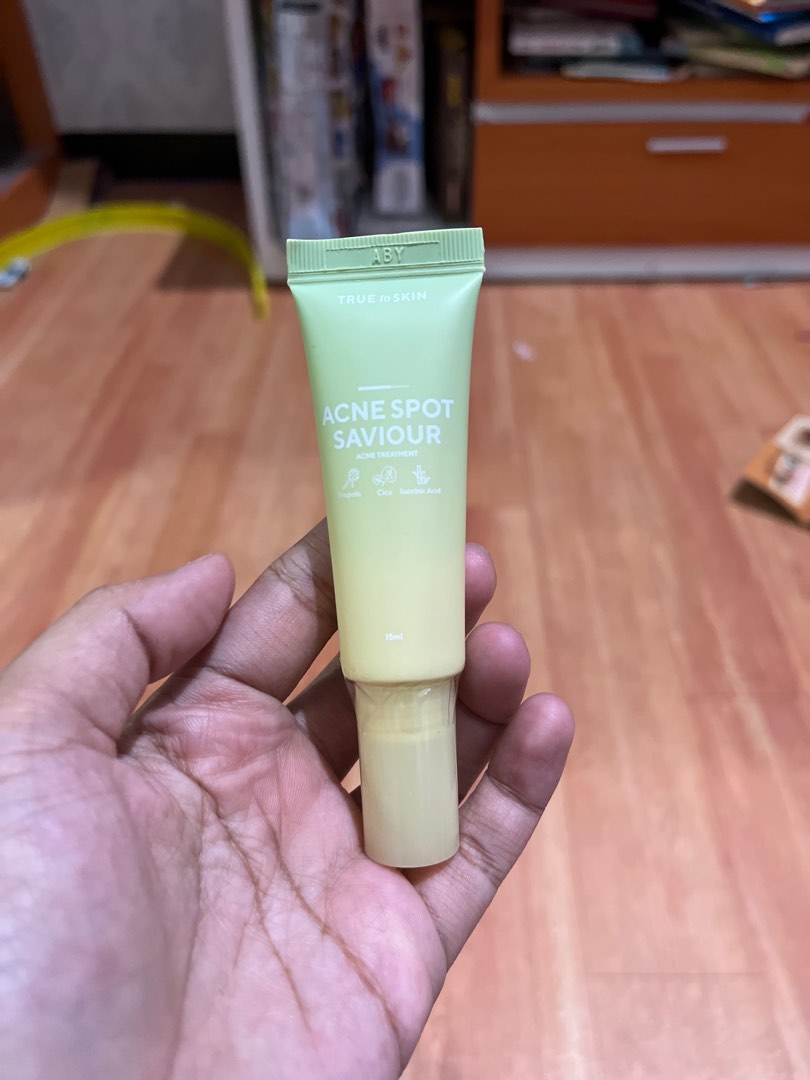 ABY
TRUE to SKIN
ACNE SPOT
SAVIOUR
ACNE TREATMENT
Propolis Cica Succinic Acid
15ml